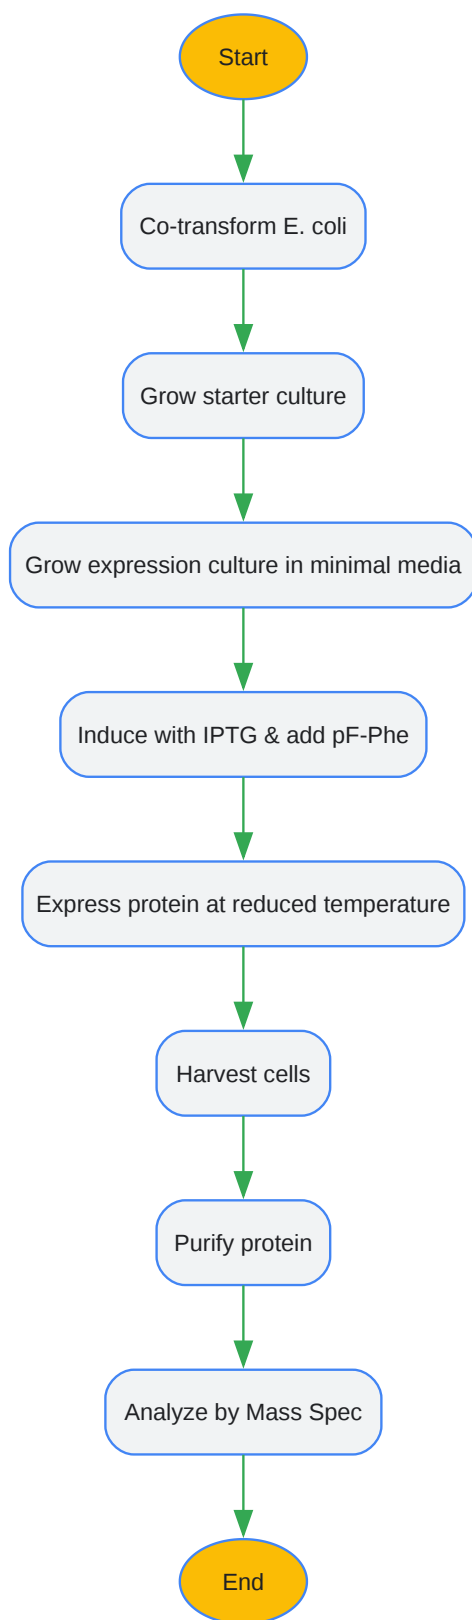 Start
Co-transform E. coli
Grow starter culture
Grow expression culture in minimal media
Induce with IPTG & add pF-Phe
Express protein at reduced temperature
Harvest cells
Purify protein
Analyze by Mass Spec
End